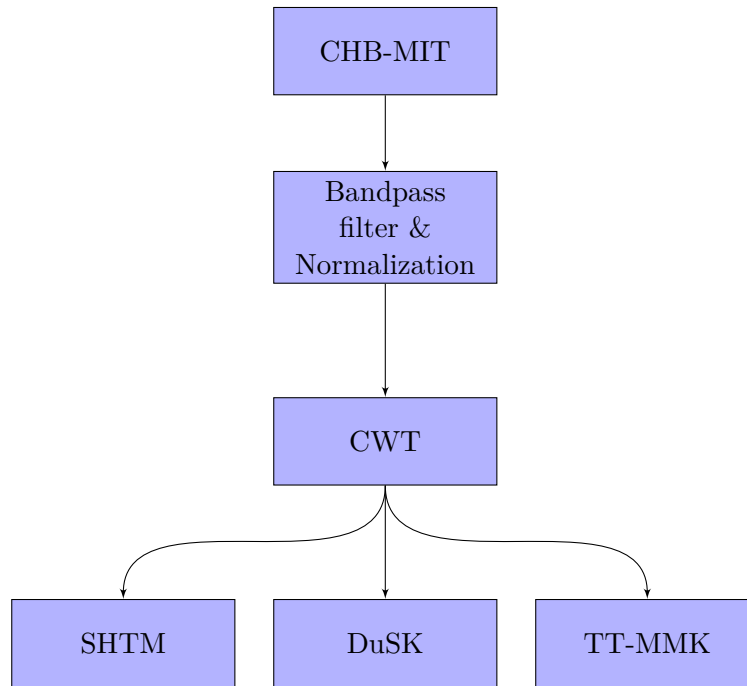 CHB-MIT
Bandpass
filter &
Normalization
CWT
SHTM
DuSK
TT-MMK